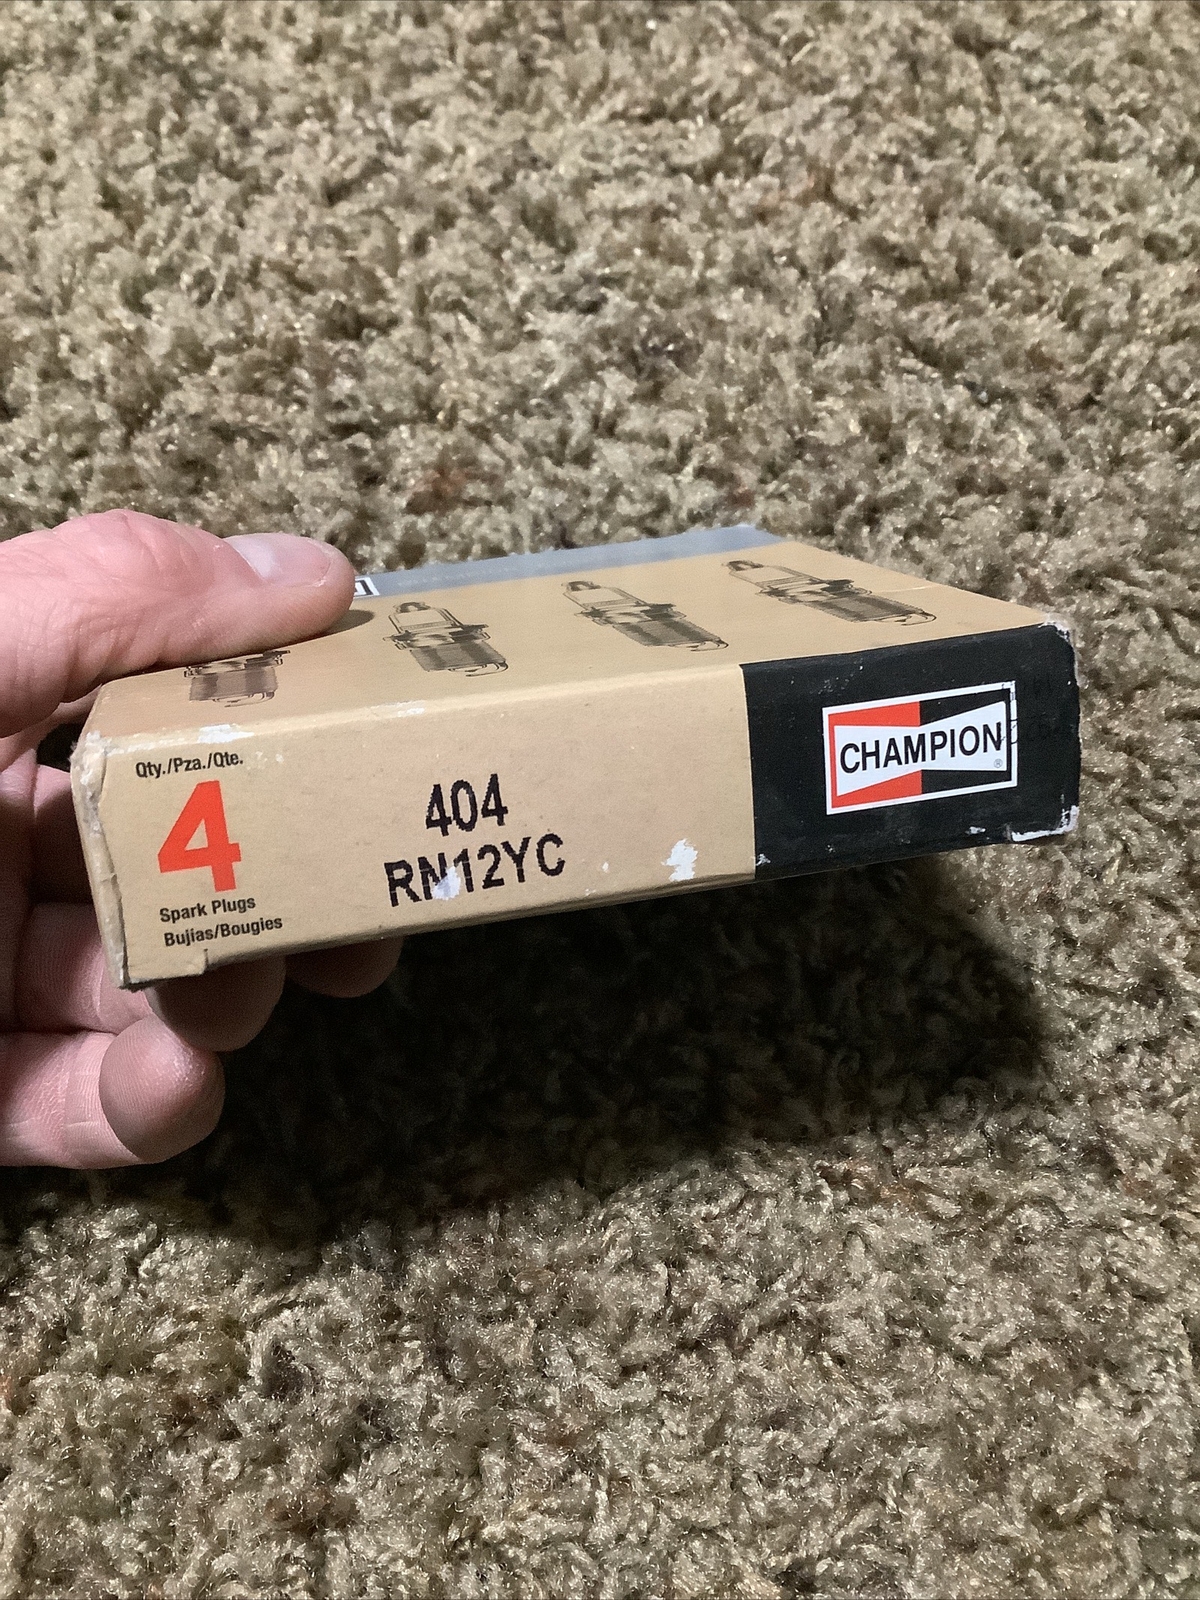 Qty./Pza./Qte.
4
Spark Plugs
Bujias/Bougies
404
RN12YC
CHAMPION
®